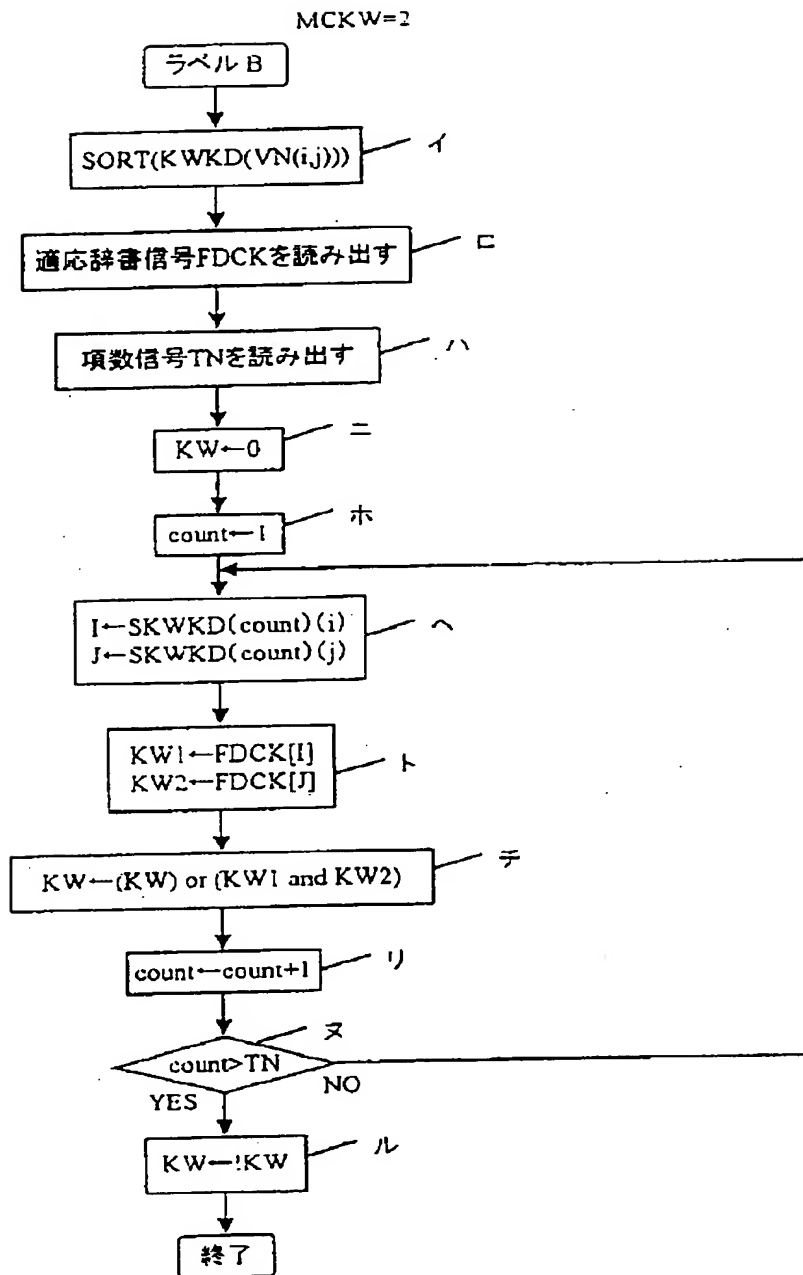 MCKW=2
ラベル B
SORT(KWKD(VN(i,j)))
イ
適応辞書信号FDCKを読み出す
ロ
項数信号TNを読み出す
ハ
KW←0
ニ
count←1
ホ
I←SKWKD(count)(i)
J←SKWKD(count)(j)
ヘ
KW1←FDCK[I]
KW2←FDCK[J]
ト
KW←(KW) or (KW1 and KW2)
チ
count←count+1
リ
count>TN
ヌ
NO
YES
KW←!KW
ル
終了